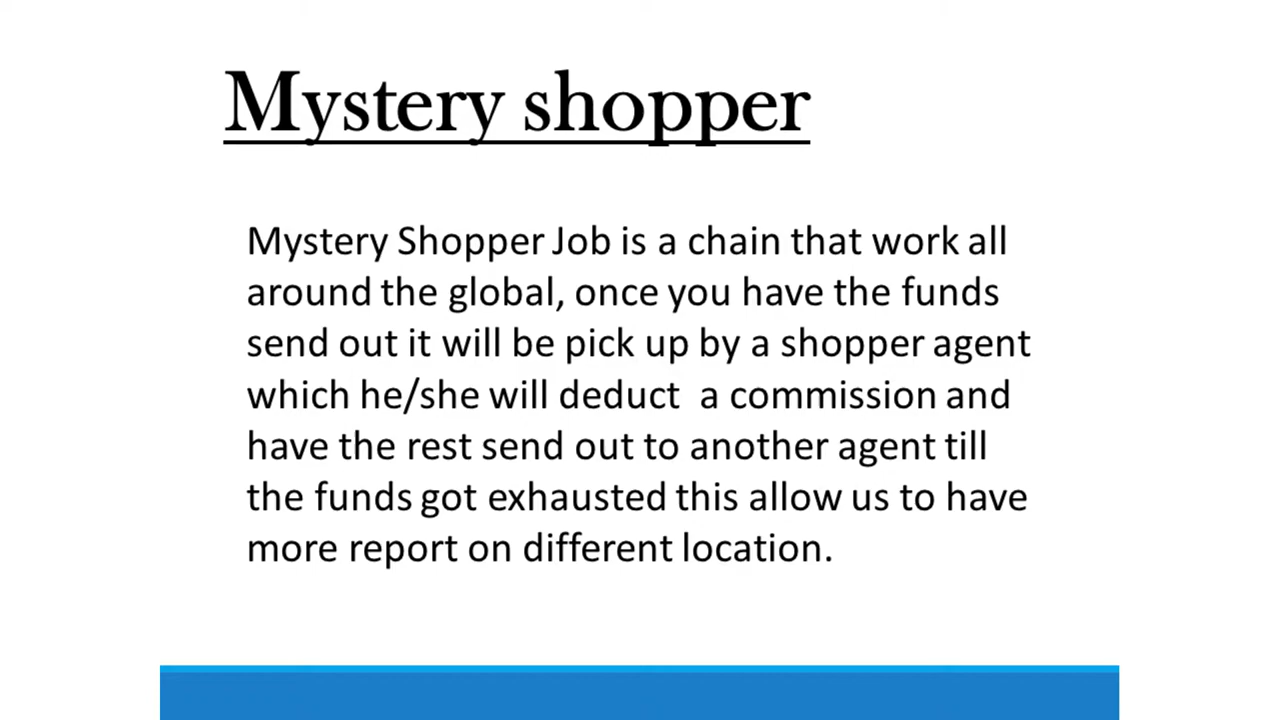 Mystery shopper
Mystery Shopper Job is a chain that work all
around the global, once you have the funds
send out it will be pick up by a shopper agent
which he/she will deduct  a commission and
have the rest send out to another agent till
the funds got exhausted this allow us to have
more report on different location.